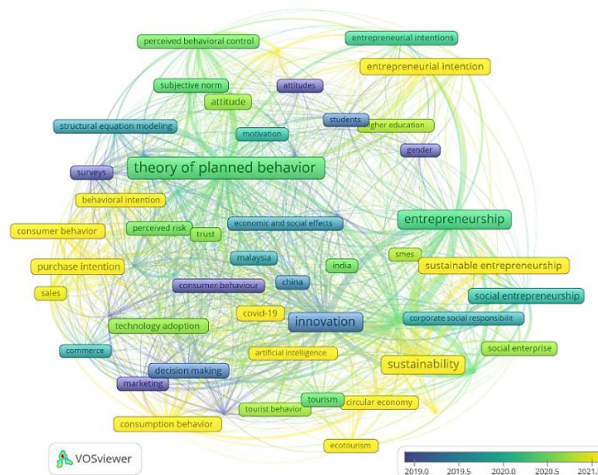 perceived behavioral control
entrepreneurial intentions
entrepreneurial intention
subjective norm
attitudes
attitude
structural equation modeling
motivation
students
higher education
gender
theory of planned behavior
surveys
behavioral intention
consumer behavior
perceived risk
trust
economic and social effects
entrepreneurship
purchase intention
malaysia
india
smes
sustainable entrepreneurship
sales
consumer behaviour
china
social entrepreneurship
covid-19
innovation
corporate social responsibilit
technology adoption
commerce
artificial intelligence
social enterprise
decision making
sustainability
marketing
consumption behavior
tourist behavior
tourism
circular economy
ecotourism
VOSviewer
2019.0 2019.5 2020.0 2020.5 2021.0